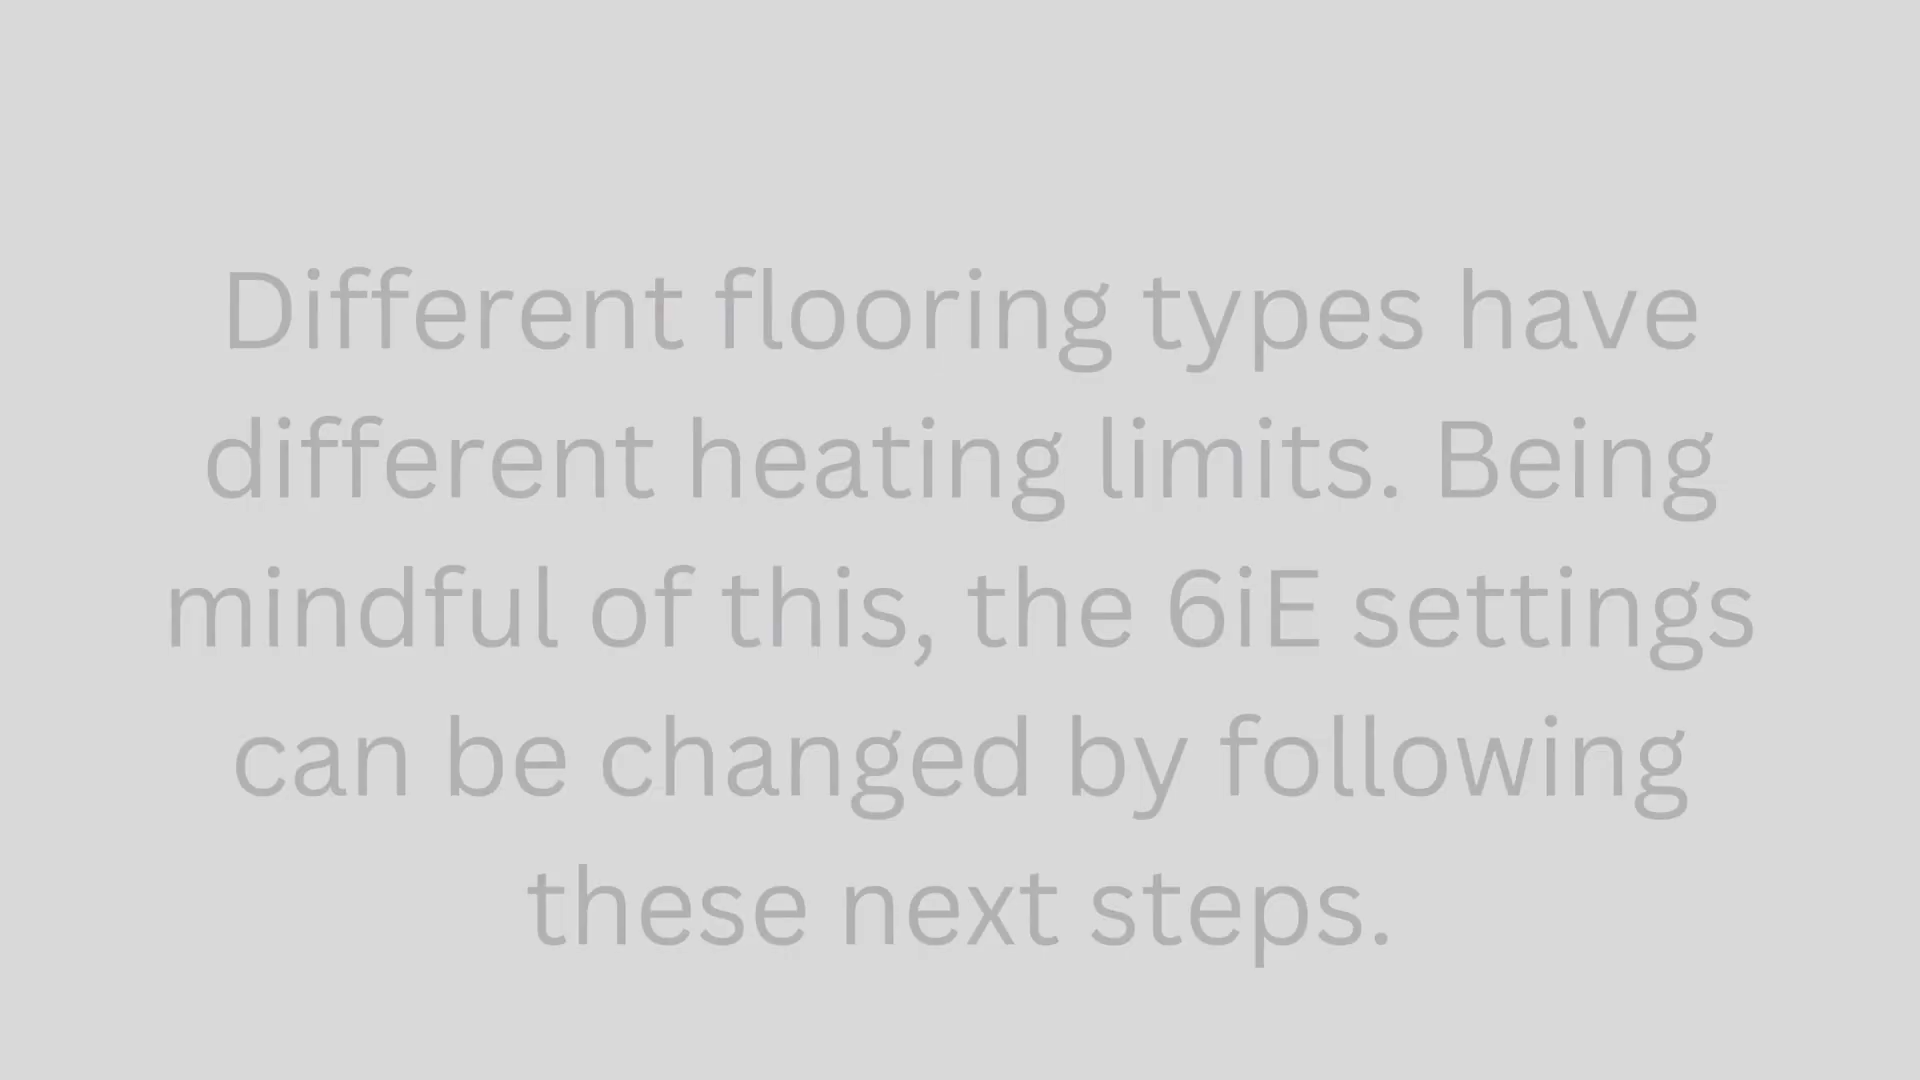 Different flooring types have
different heating limits. Being
mindful of this, the 6iE settings
can be changed by following
these next steps.